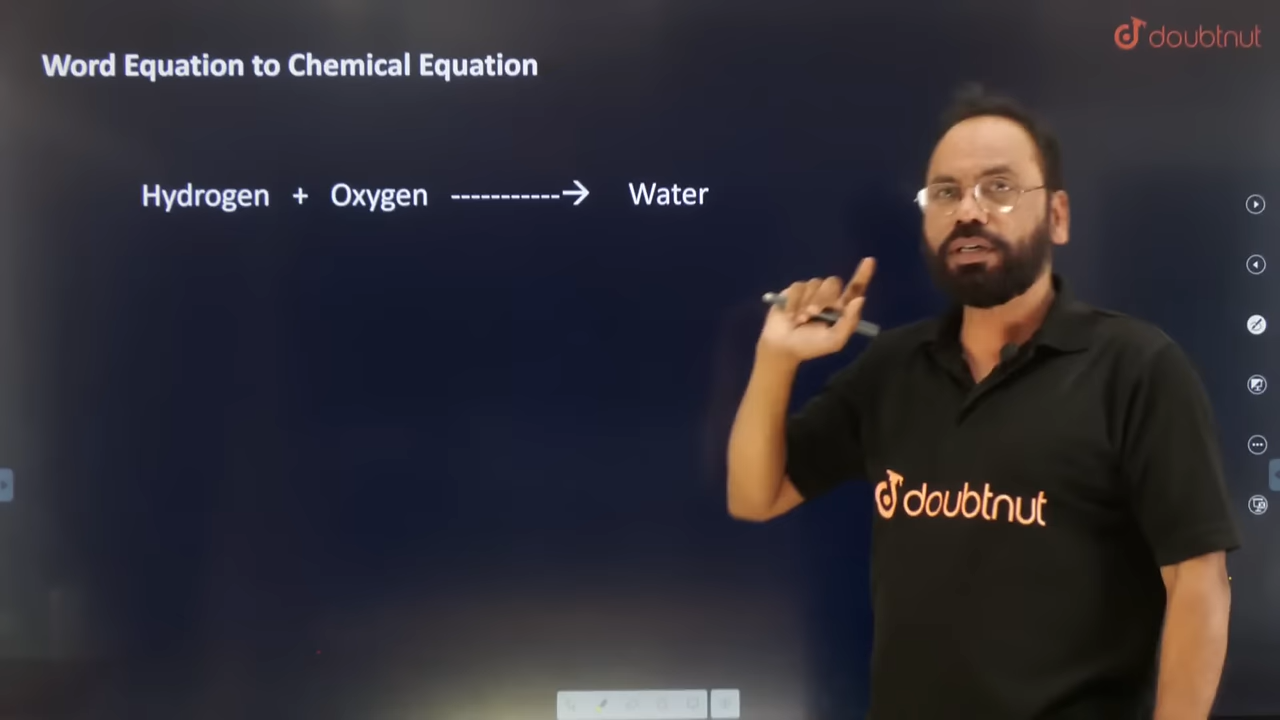 doubtnut
Word Equation to Chemical Equation
Hydrogen + Oxygen -----------→ Water
doubtnut